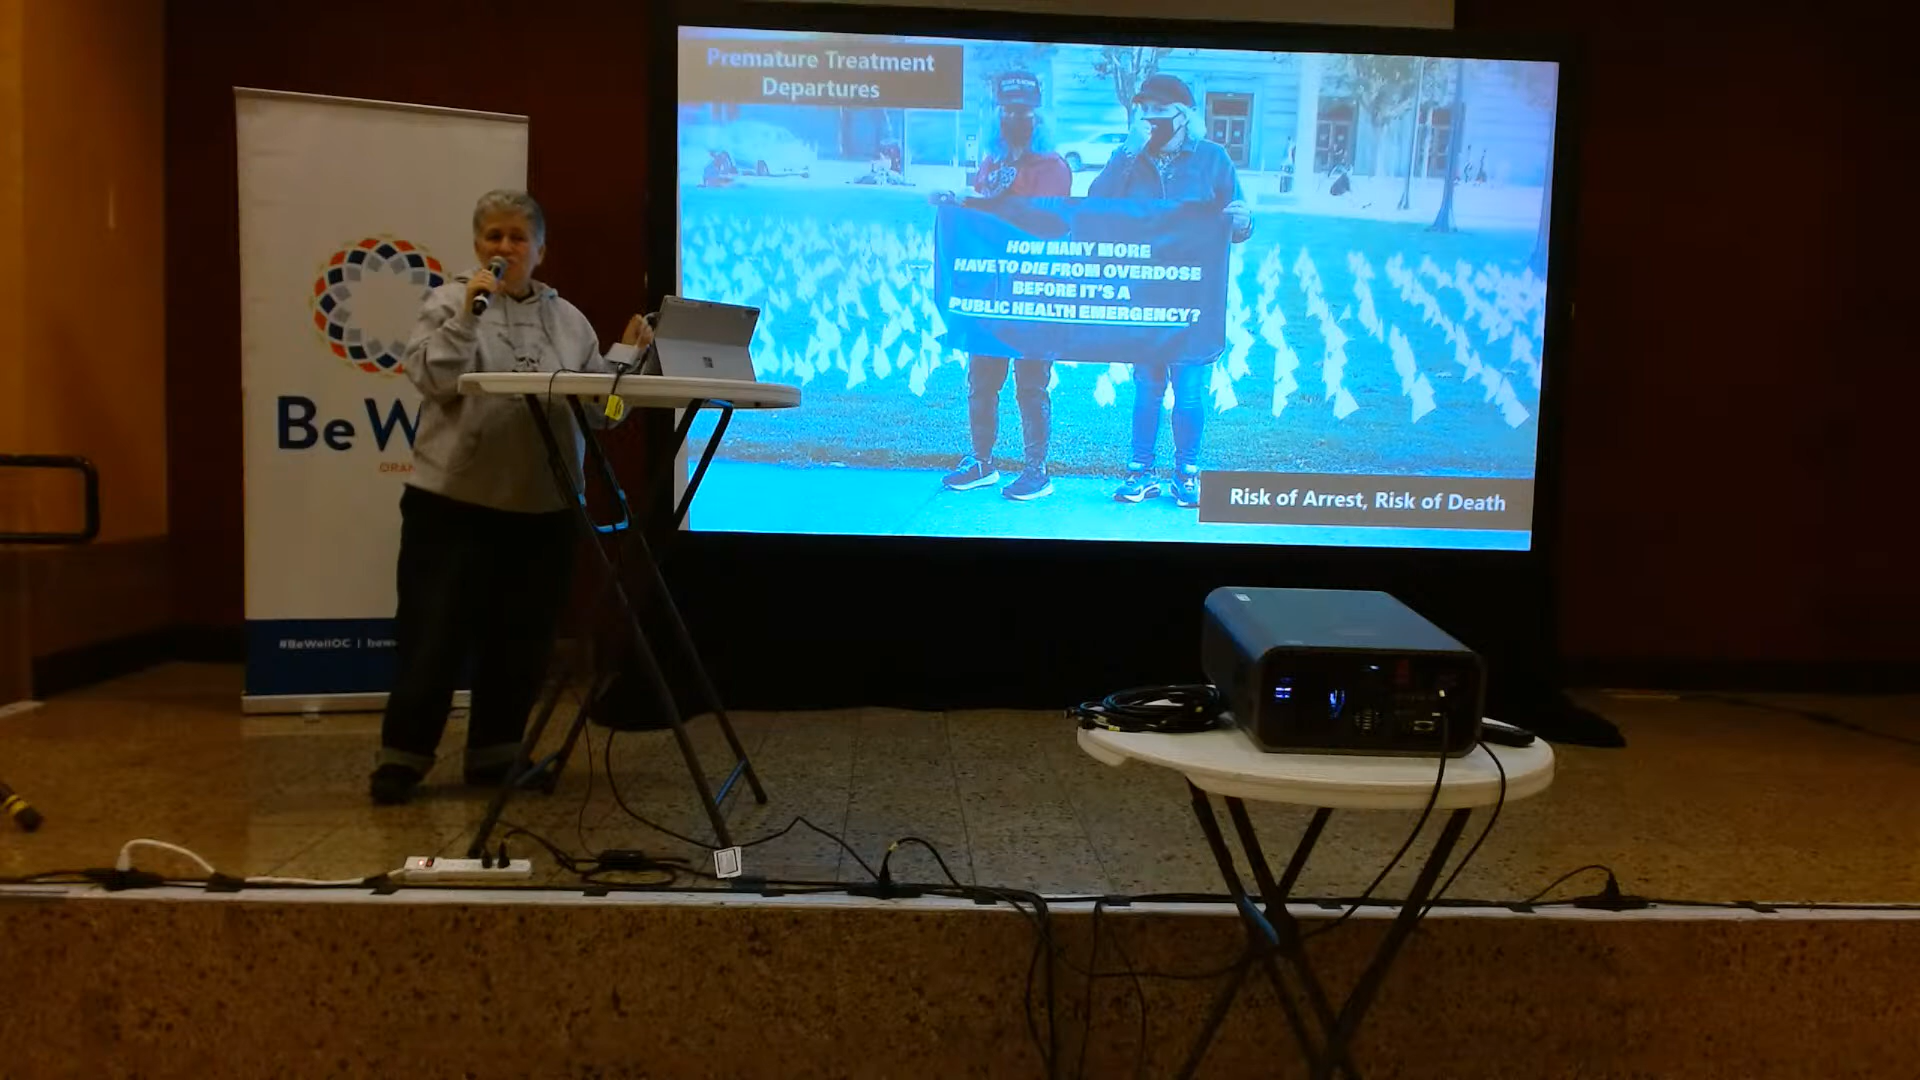 Premature Treatment
Departures
HOW MANY MORE
HAVE TO DIE FROM OVERDOSE
BEFORE IT'S A
PUBLIC HEALTH EMERGENCY?
Risk of Arrest, Risk of Death
Be W
ORAN
#BeWellOC |